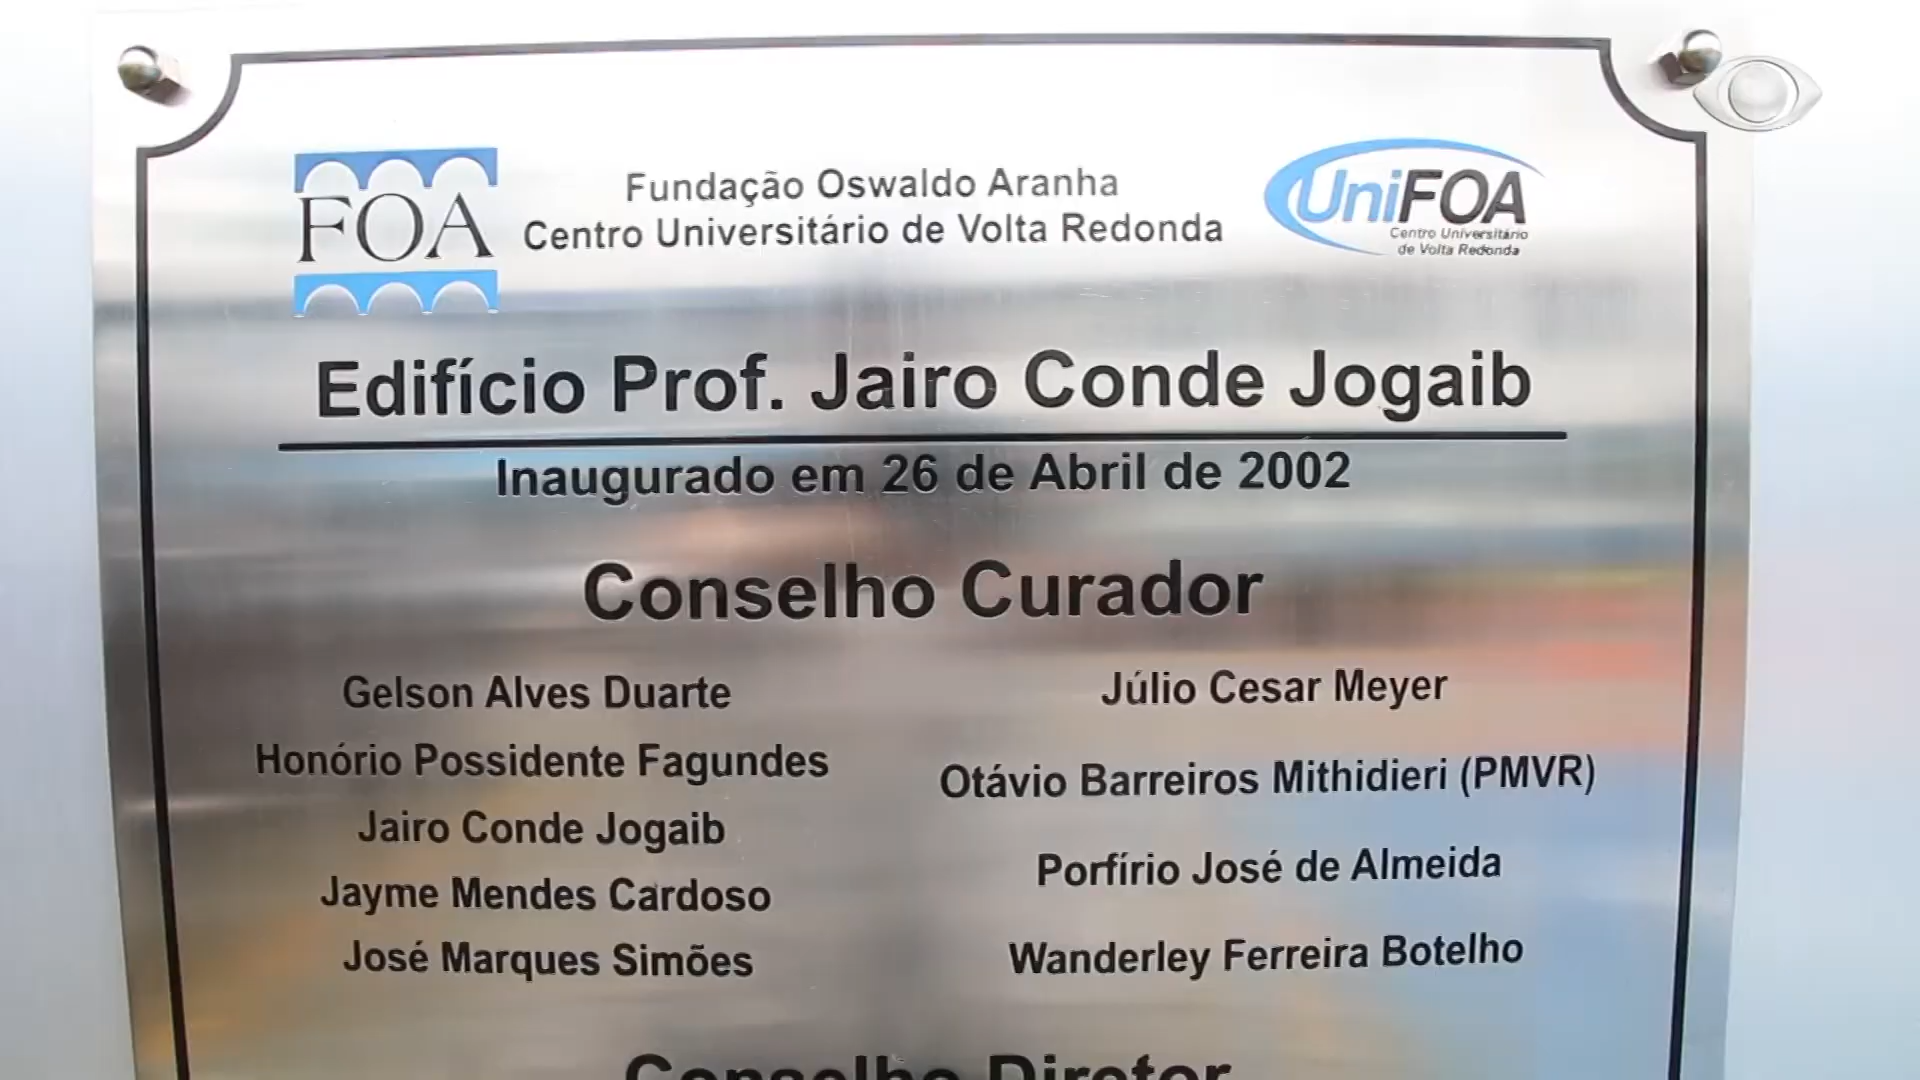 FOA
Fundação Oswaldo Aranha
Centro Universitário de Volta Redonda
UniFOA
Centro Universitário
de Volta Redonda
Edifício Prof. Jairo Conde Jogaib
Inaugurado em 26 de Abril de 2002
Conselho Curador
Gelson Alves Duarte
Honório Possidente Fagundes
Jairo Conde Jogaib
Jayme Mendes Cardoso
José Marques Simões
Júlio Cesar Meyer
Otávio Barreiros Mithidieri (PMVR)
Porfírio José de Almeida
Wanderley Ferreira Botelho
Conselho Diretor